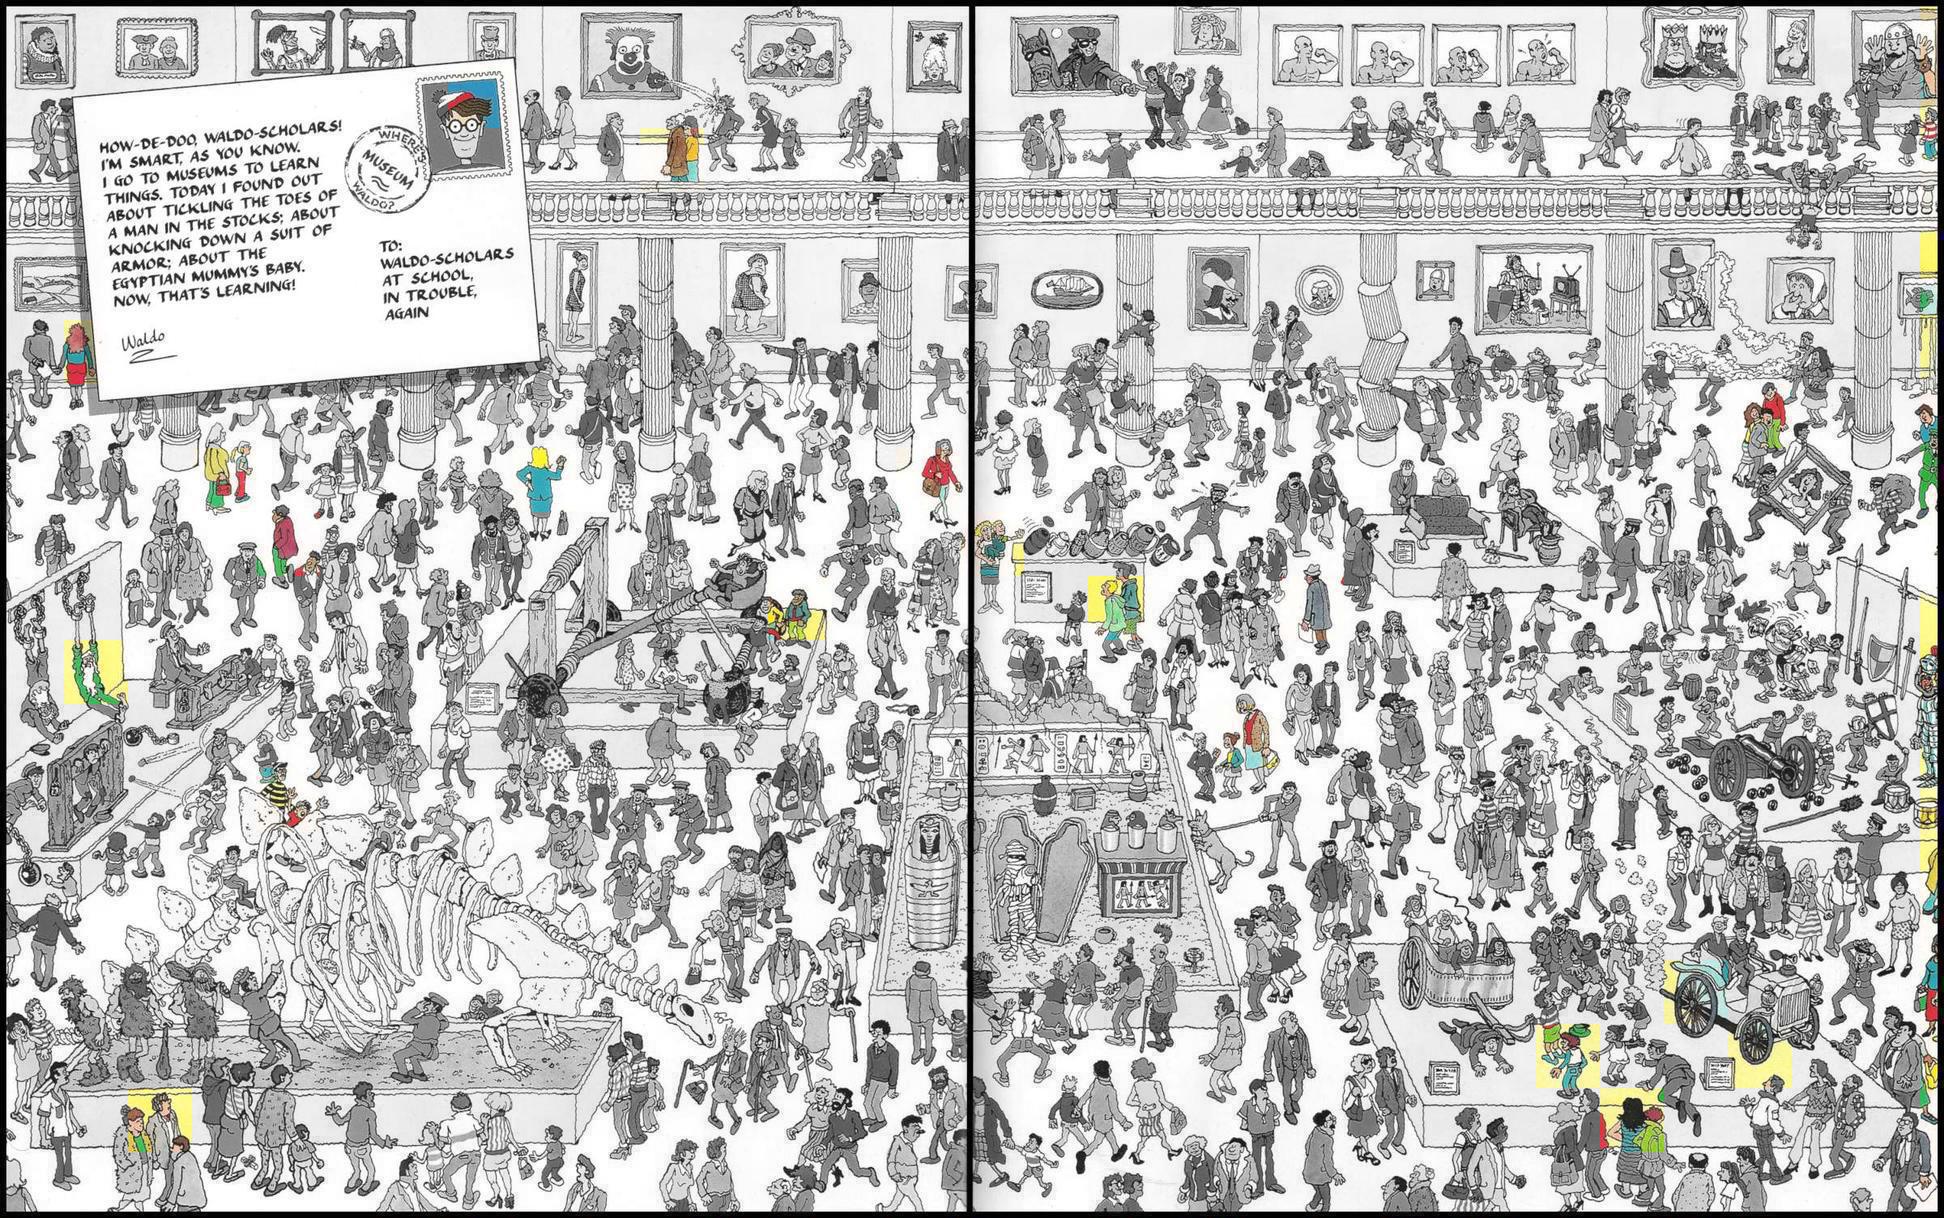 HOW-DE-DOO, WALDO-SCHOLARS!
I'M SMART, AS YOU KNOW.
I GO TO MUSEUMS TO LEARN
THINGS. TODAY I FOUND OUT
ABOUT TICKLING THE TOES OF
A MAN IN THE STOCKS; ABOUT
KNOCKING DOWN A SUIT OF
ARMOR; ABOUT THE
EGYPTIAN MUMMY'S BABY.
NOW, THAT'S LEARNING!
Waldo
WHERE'S
MUSEUM
WALDO?
TO:
WALDO-SCHOLARS
AT SCHOOL,
IN TROUBLE,
AGAIN